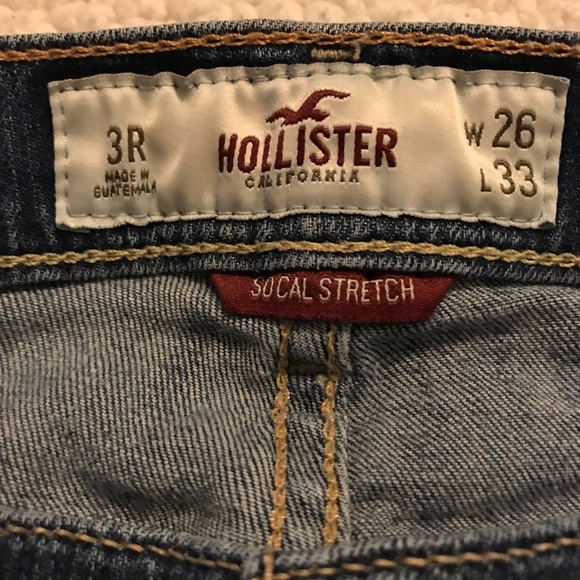 3R
MADE IN
GUATEMALA
HOLLISTER
CALIFORNIA
W 26
L 33
SOCAL STRETCH